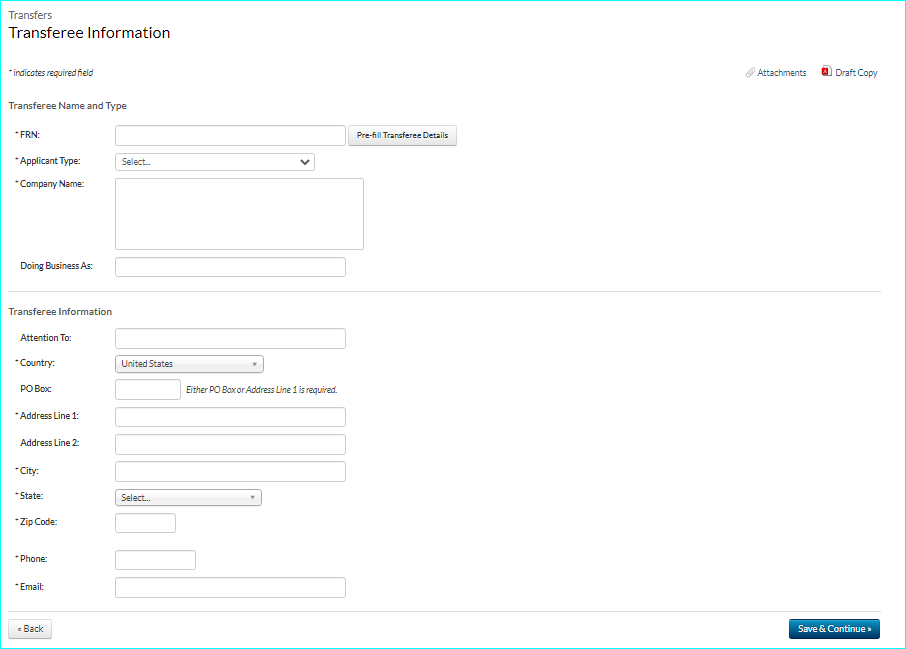 Transfers
Transferee Information
* indicates required field
Attachments Draft Copy
Transferee Name and Type
* FRN: Pre-fill Transferee Details
* Applicant Type: Select...
* Company Name:
Doing Business As:
Transferee Information
Attention To:
* Country: United States
PO Box: Either PO Box or Address Line 1 is required.
* Address Line 1:
Address Line 2:
* City:
* State: Select...
* Zip Code:
* Phone:
* Email:
« Back Save & Continue »